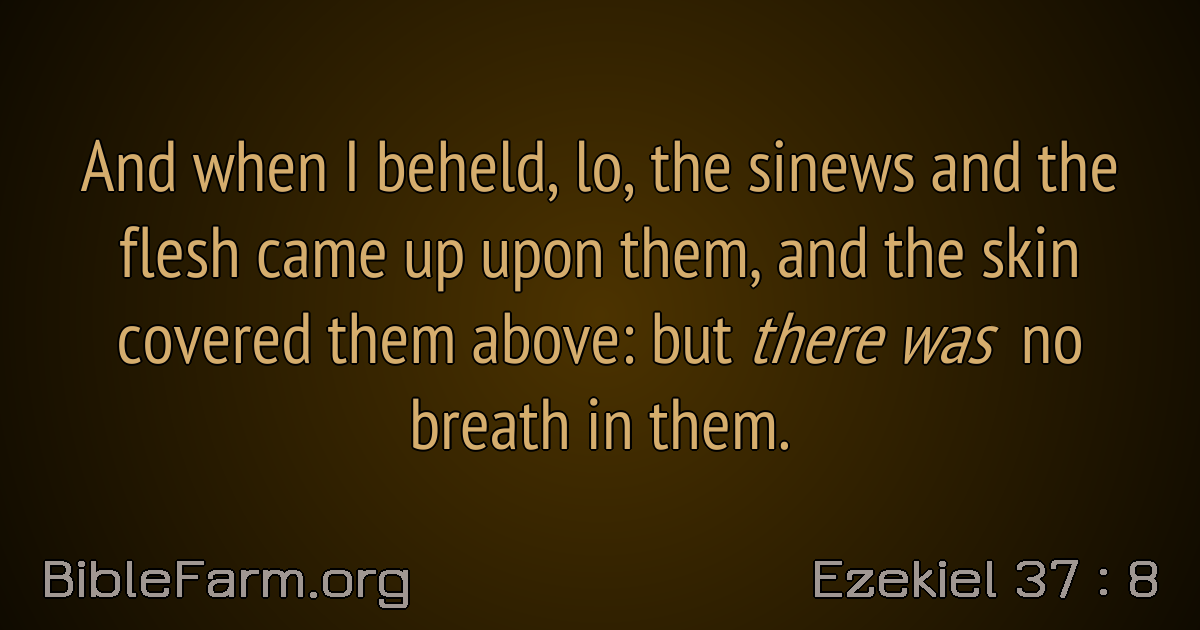 And when I beheld, lo, the sinews and the
flesh came up upon them, and the skin
covered them above: but there was no
breath in them.
BibleFarm.org
Ezekiel 37 : 8